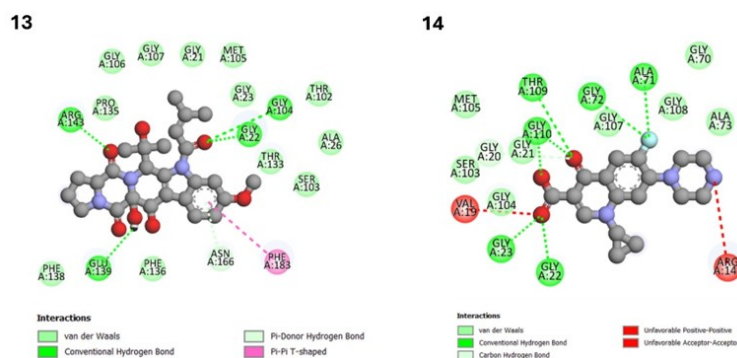 13
GLY
A:106
GLY
A:107
GLY
A:21
MET
A:105
GLY
A:23
GLY
A:104
THR
A:102
ARG
A:143
PRO
A:135
GLY
A:22
ALA
A:26
THR
A:133
SER
A:103
PHE
A:138
GLU
A:139
PHE
A:136
ASN
A:166
PHE
A:183
Interactions
van der Waals
Conventional Hydrogen Bond
Pi-Donor Hydrogen Bond
Pi-Pi T-shaped
14
GLY
A:70
ALA
A:71
THR
A:109
GLY
A:72
MET
A:105
GLY
A:108
GLY
A:107
ALA
A:73
GLY
A:110
GLY
A:20
GLY
A:21
SER
A:103
GLY
A:104
VAL
A:19
GLY
A:23
GLY
A:22
ARG
A:14
Interactions
van der Waals
Conventional Hydrogen Bond
Carbon Hydrogen Bond
Unfavorable Positive-Positive
Unfavorable Acceptor-Acceptor